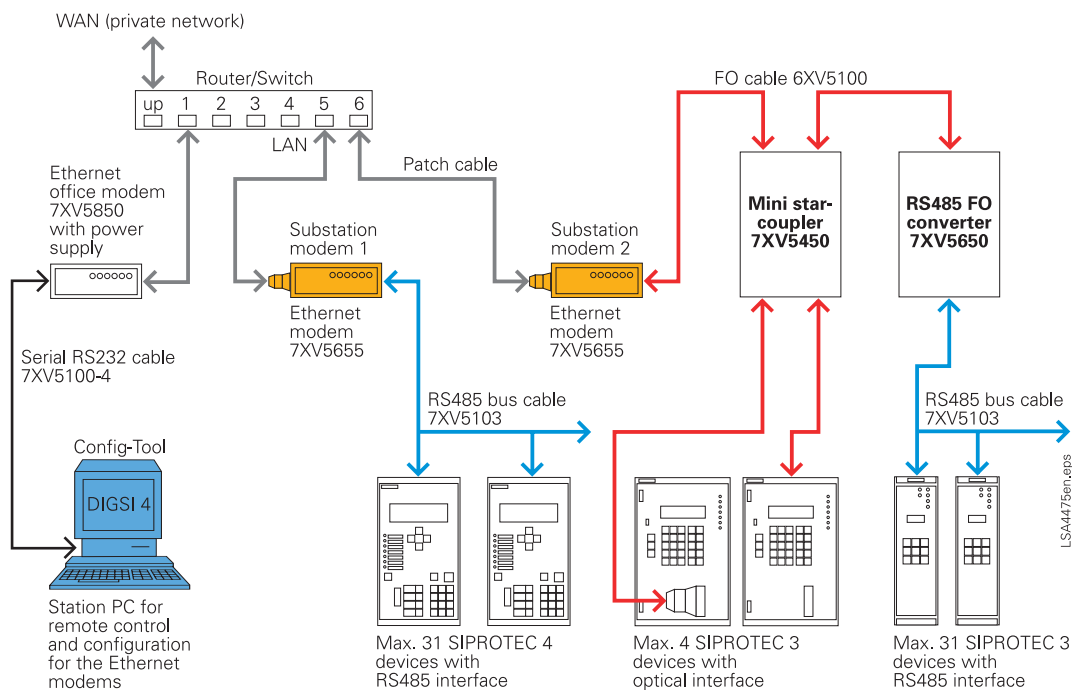 WAN (private network)
Router/Switch
up 1 2 3 4 5 6
LAN
Ethernet
office modem
7XV5850
with power
supply
Patch cable
FO cable 6XV5100
Substation
modem 1
Ethernet
modem
7XV5655
Substation
modem 2
Ethernet
modem
7XV5655
Mini star-
coupler
7XV5450
RS485 FO
converter
7XV5650
Serial RS232 cable
7XV5100-4
RS485 bus cable
7XV5103
RS485 bus cable
7XV5103
Config-Tool
DIGSI 4
Station PC for
remote control
and configuration
for the Ethernet
modems
Max. 31 SIPROTEC 4
devices with
RS485 interface
Max. 4 SIPROTEC 3
devices with
optical interface
Max. 31 SIPROTEC 3
devices with
RS485 interface
LSA4475en.eps